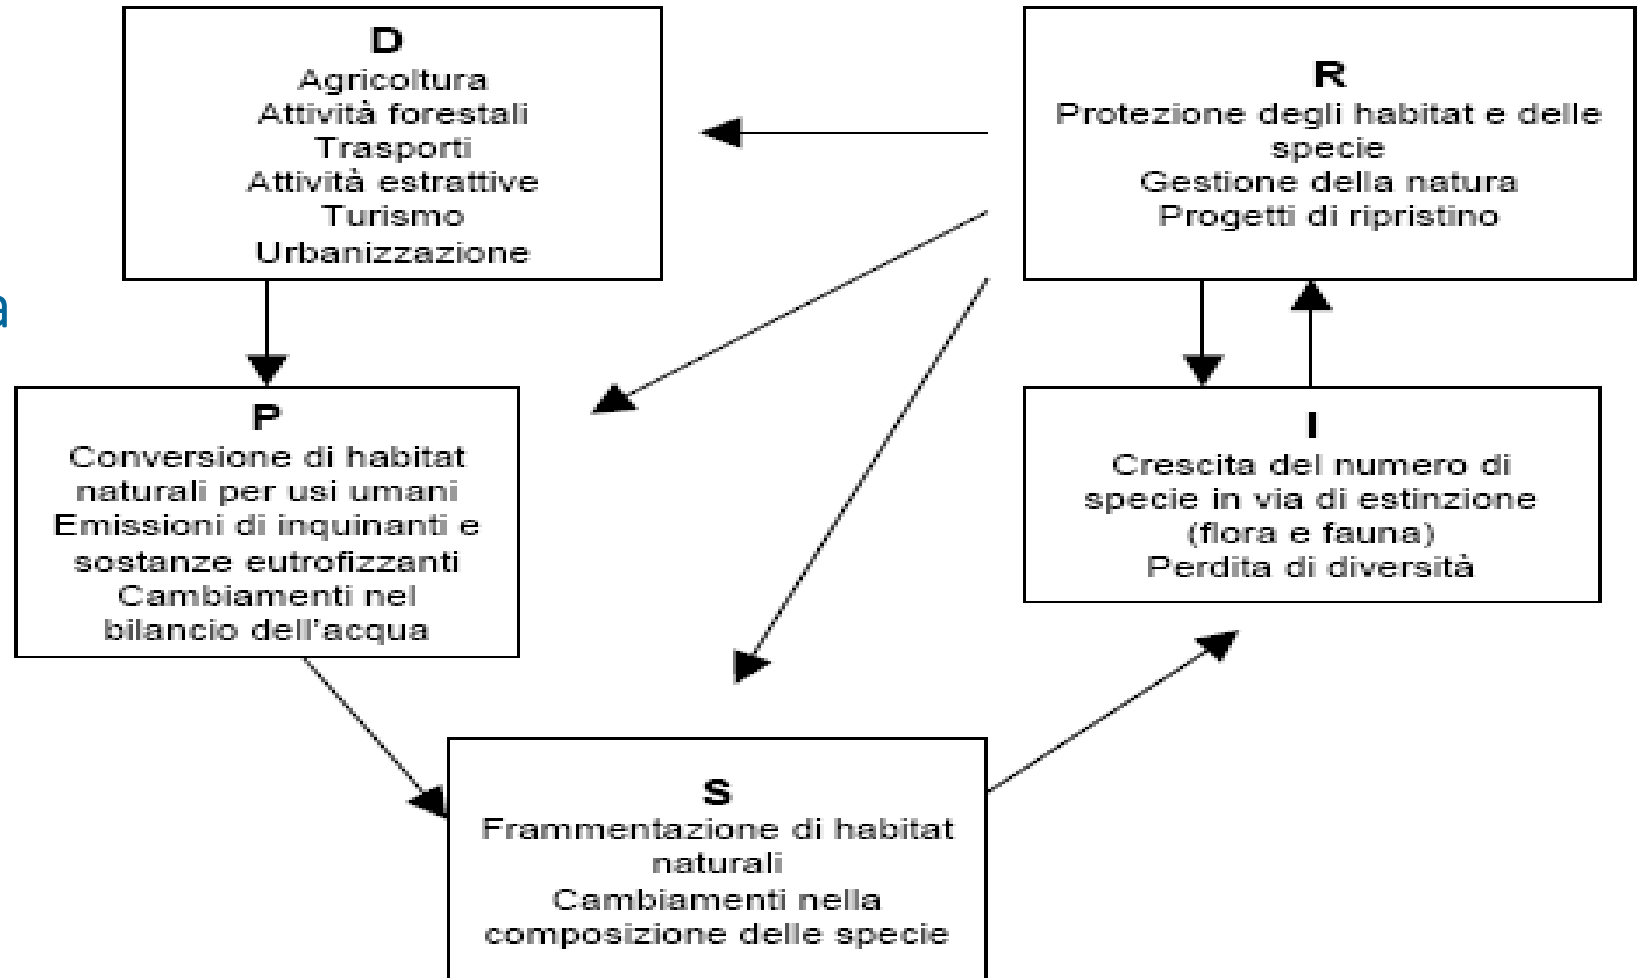 D
Agricoltura
Attività forestali
Trasporti
Attività estrattive
Turismo
Urbanizzazione
R
Protezione degli habitat e delle
specie
Gestione della natura
Progetti di ripristino
a
P
Conversione di habitat
naturali per usi umani
Emissioni di inquinanti e
sostanze eutrofizzanti
Cambiamenti nel
bilancio dell'acqua
I
Crescita del numero di
specie in via di estinzione
(flora e fauna)
Perdita di diversità
S
Frammentazione di habitat
naturali
Cambiamenti nella
composizione delle specie